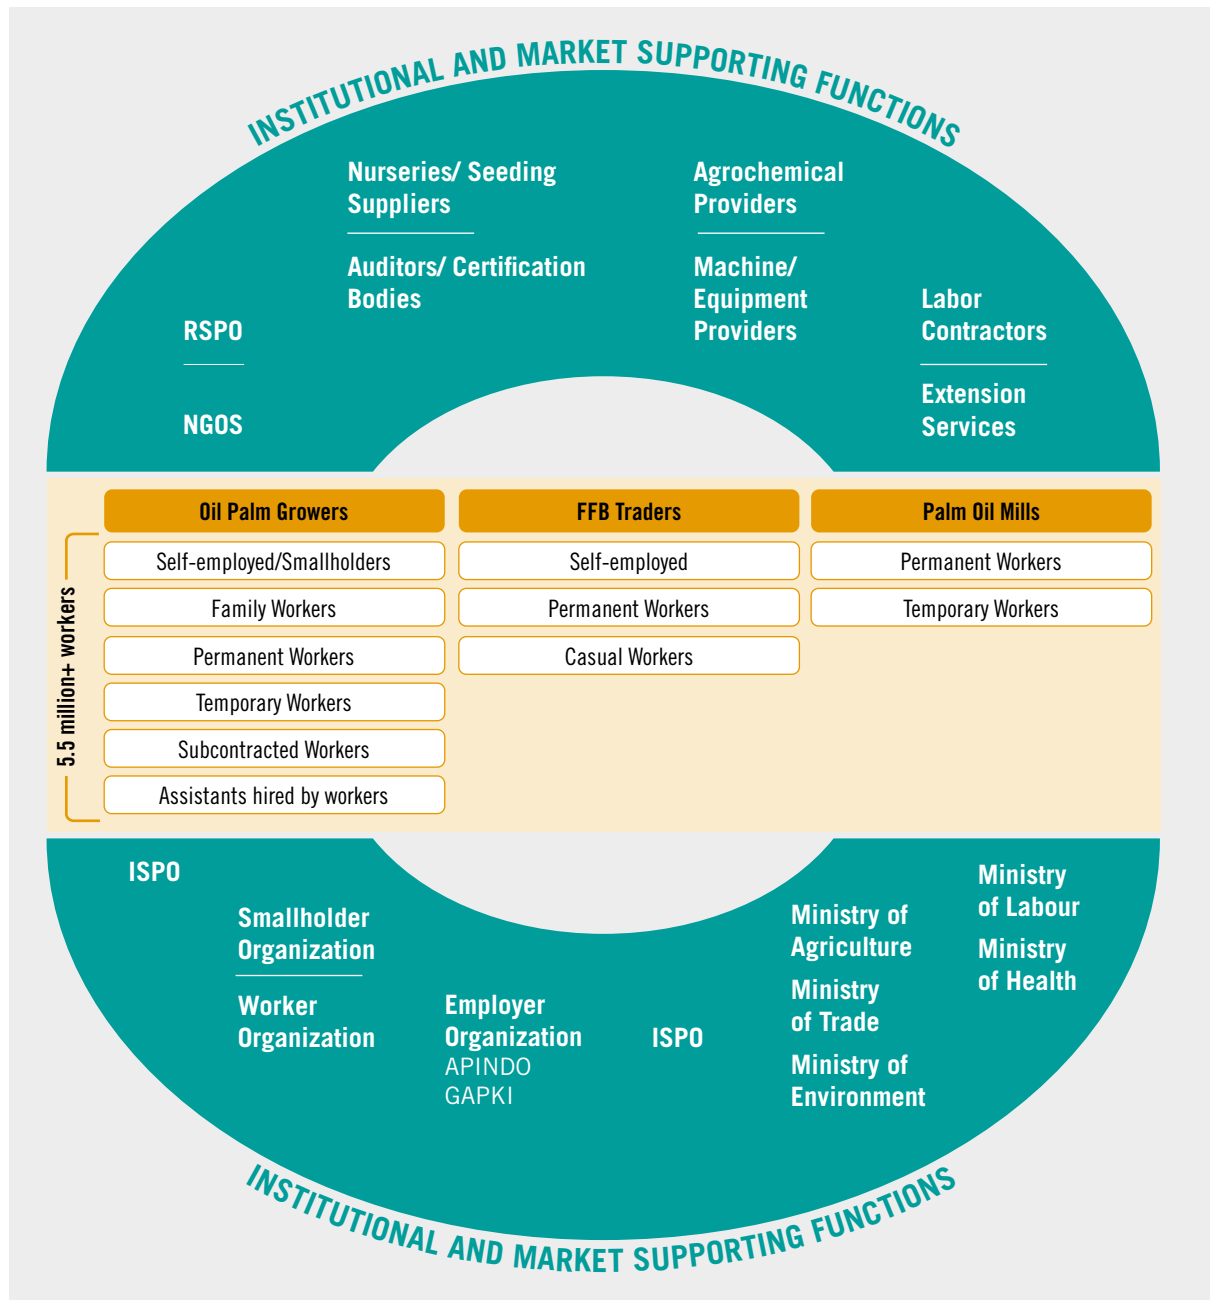 INSTITUTIONAL AND MARKET SUPPORTING FUNCTIONS
Nurseries/ Seeding
Suppliers
Auditors/ Certification
Bodies
Agrochemical
Providers
Machine/
Equipment
Providers
RSPO
NGOS
Labor
Contractors
Extension
Services
5.5 million+ workers
Oil Palm Growers
Self-employed/Smallholders
Family Workers
Permanent Workers
Temporary Workers
Subcontracted Workers
Assistants hired by workers
FFB Traders
Self-employed
Permanent Workers
Casual Workers
Palm Oil Mills
Permanent Workers
Temporary Workers
ISPO
Smallholder
Organization
Worker
Organization
Employer
Organization
APINDO
GAPKI
ISPO
Ministry of
Agriculture
Ministry
of Trade
Ministry of
Environment
Ministry
of Labour
Ministry
of Health
INSTITUTIONAL AND MARKET SUPPORTING FUNCTIONS